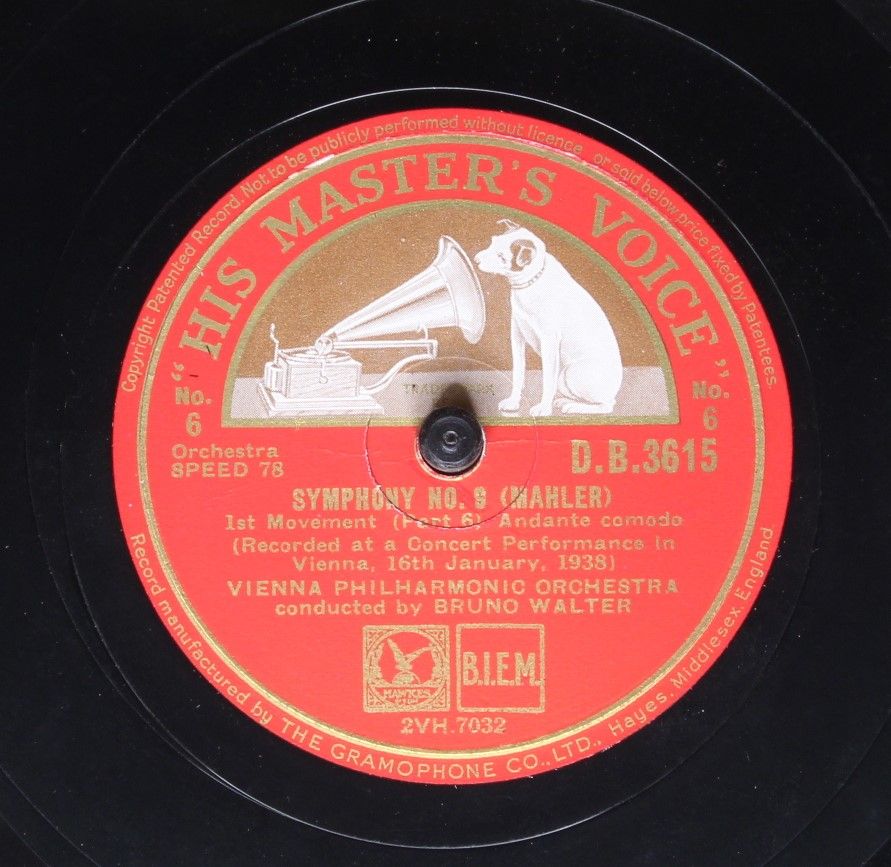 Copyright Patented Record. Not to be publicly performed without licence, or sold below price fixed by Patentees.
"HIS MASTER'S VOICE"
TRADE MARK
No. 6
No. 6
Orchestra
SPEED 78
D.B.3615
SYMPHONY NO. 9 (MAHLER)
1st Movement (Part 6) Andante comodo
(Recorded at a Concert Performance in
Vienna, 16th January, 1938)
VIENNA PHILHARMONIC ORCHESTRA
conducted by BRUNO WALTER
B.I.E.M.
2VH.7032
Record manufactured by THE GRAMOPHONE CO., LTD., Hayes, Middlesex, England